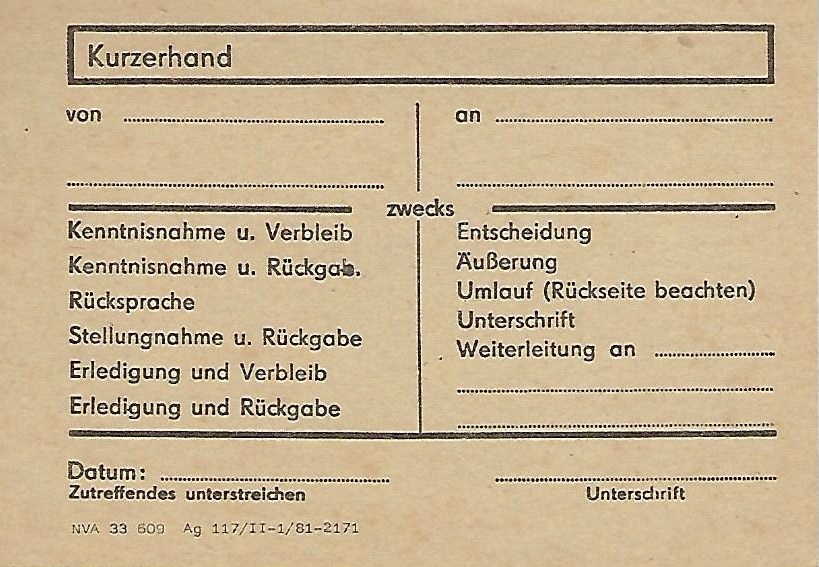 Kurzerhand
von
an
zwecks
Kenntnisnahme u. Verbleib
Kenntnisnahme u. Rückgab.
Rücksprache
Stellungnahme u. Rückgabe
Erledigung und Verbleib
Erledigung und Rückgabe
Entscheidung
Äußerung
Umlauf (Rückseite beachten)
Unterschrift
Weiterleitung an
Datum:
Zutreffendes unterstreichen
Unterschrift
NVA 33 609 Ag 117/II-1/81-2171